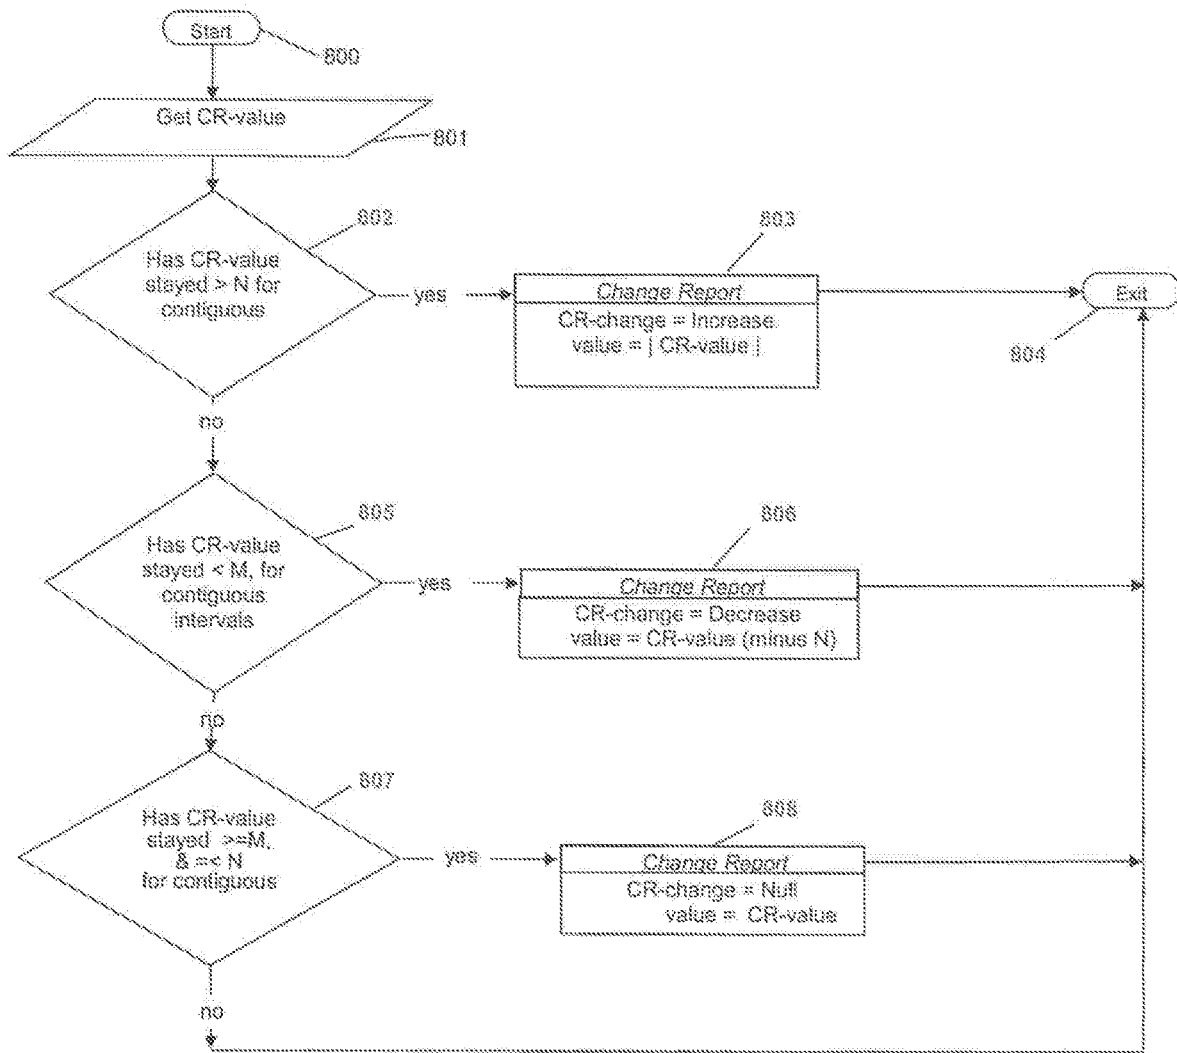 Start
800
Get CR-value
801
802
Has CR-value
stayed > N for
contiguous
yes
803
Change Report
CR-change = Increase.
value = | CR-value |
Exit
804
no
805
Has CR-value
stayed < M, for
contiguous
intervals
yes
806
Change Report
CR-change = Decrease
value = CR-value (minus N)
no
807
Has CR-value
stayed >=M,
& =< N
for contiguous
yes
808
Change Report
CR-change = Null
value = CR-value
no